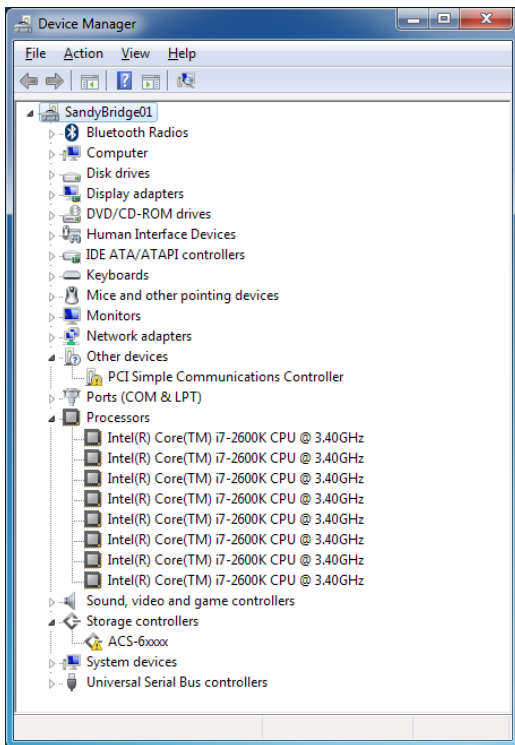 Device Manager
File Action View Help
SandyBridge01
Bluetooth Radios
Computer
Disk drives
Display adapters
DVD/CD-ROM drives
Human Interface Devices
IDE ATA/ATAPI controllers
Keyboards
Mice and other pointing devices
Monitors
Network adapters
Other devices
PCI Simple Communications Controller
Ports (COM & LPT)
Processors
Intel(R) Core(TM) i7-2600K CPU @ 3.40GHz
Intel(R) Core(TM) i7-2600K CPU @ 3.40GHz
Intel(R) Core(TM) i7-2600K CPU @ 3.40GHz
Intel(R) Core(TM) i7-2600K CPU @ 3.40GHz
Intel(R) Core(TM) i7-2600K CPU @ 3.40GHz
Intel(R) Core(TM) i7-2600K CPU @ 3.40GHz
Intel(R) Core(TM) i7-2600K CPU @ 3.40GHz
Intel(R) Core(TM) i7-2600K CPU @ 3.40GHz
Sound, video and game controllers
Storage controllers
ACS-6xxxx
System devices
Universal Serial Bus controllers